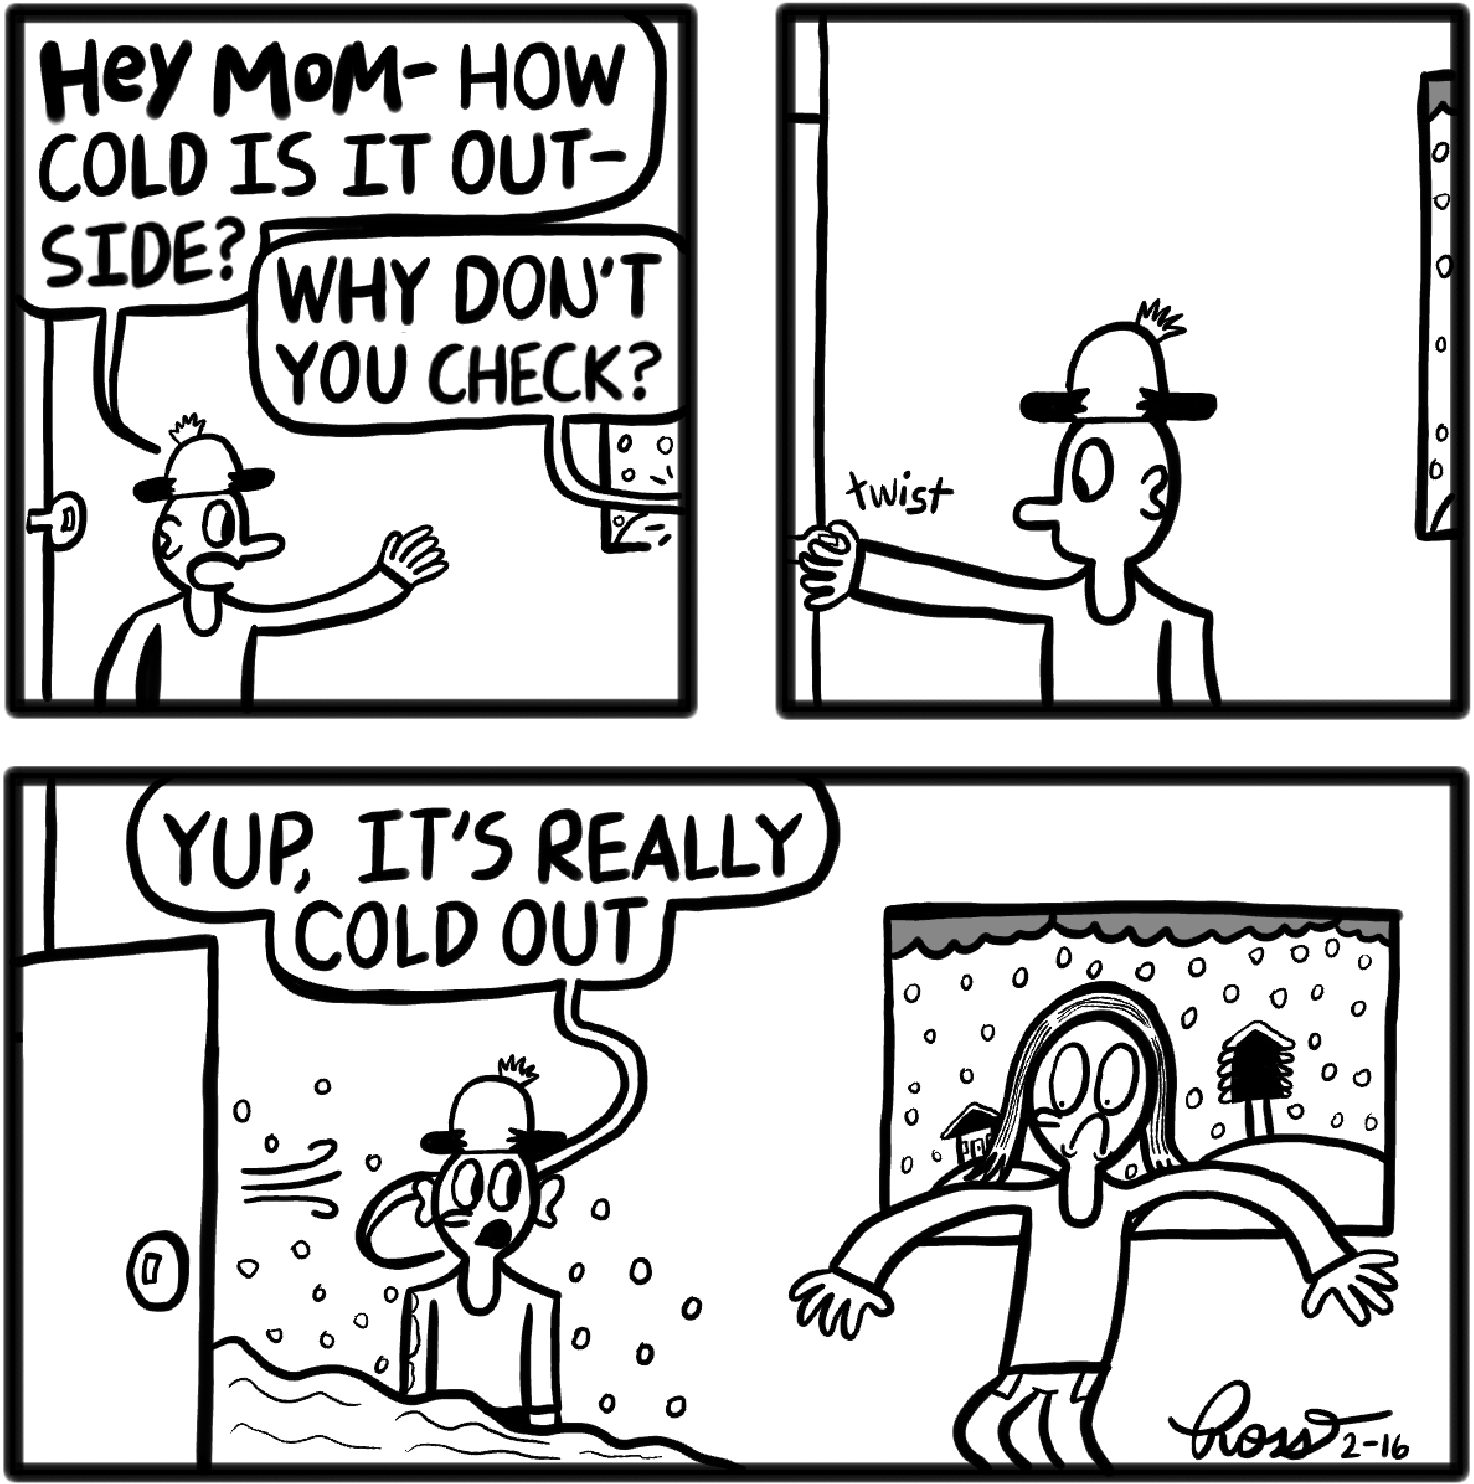 Hey MoM- HOW
COLD IS IT OUT-
SIDE?
WHY DON'T
YOU CHECK?
twist
YUP, IT'S REALLY
COLD OUT
Ross
2-16